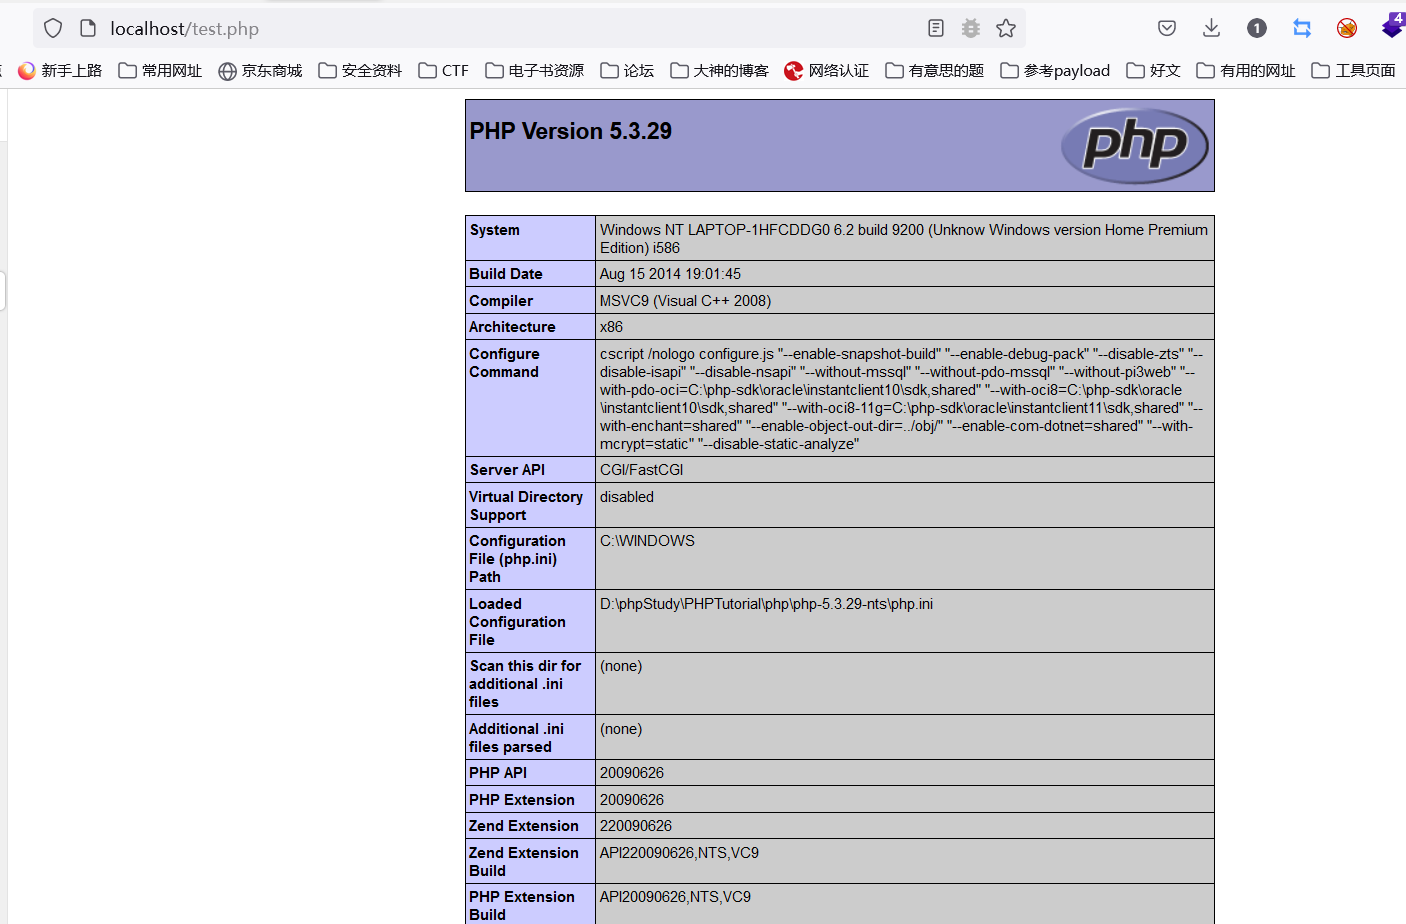 localhost/test.php
1
4
新手上路 常用网址 京东商城 安全资料 CTF 电子书资源 论坛 大神的博客 网络认证 有意思的题 参考payload 好文 有用的网址 工具页面
PHP Version 5.3.29
php
System
Windows NT LAPTOP-1HFCDDG0 6.2 build 9200 (Unknow Windows version Home Premium
Edition) i586
Build Date
Aug 15 2014 19:01:45
Compiler
MSVC9 (Visual C++ 2008)
Architecture
x86
Configure
Command
cscript /nologo configure.js "--enable-snapshot-build" "--enable-debug-pack" "--disable-zts" "--
disable-isapi" "--disable-nsapi" "--without-mssql" "--without-pdo-mssql" "--without-pi3web" "--
with-pdo-oci=C:\php-sdk\oracle\instantclient10\sdk,shared" "--with-oci8=C:\php-sdk\oracle
\instantclient10\sdk,shared" "--with-oci8-11g=C:\php-sdk\oracle\instantclient11\sdk,shared" "--
with-enchant=shared" "--enable-object-out-dir=../obj/" "--enable-com-dotnet=shared" "--with-
mcrypt=static" "--disable-static-analyze"
Server API
CGI/FastCGI
Virtual Directory
Support
disabled
Configuration
File (php.ini)
Path
C:\WINDOWS
Loaded
Configuration
File
D:\phpStudy\PHPTutorial\php\php-5.3.29-nts\php.ini
Scan this dir for
additional .ini
files
(none)
Additional .ini
files parsed
(none)
PHP API
20090626
PHP Extension
20090626
Zend Extension
220090626
Zend Extension
Build
API220090626,NTS,VC9
PHP Extension
Build
API20090626,NTS,VC9